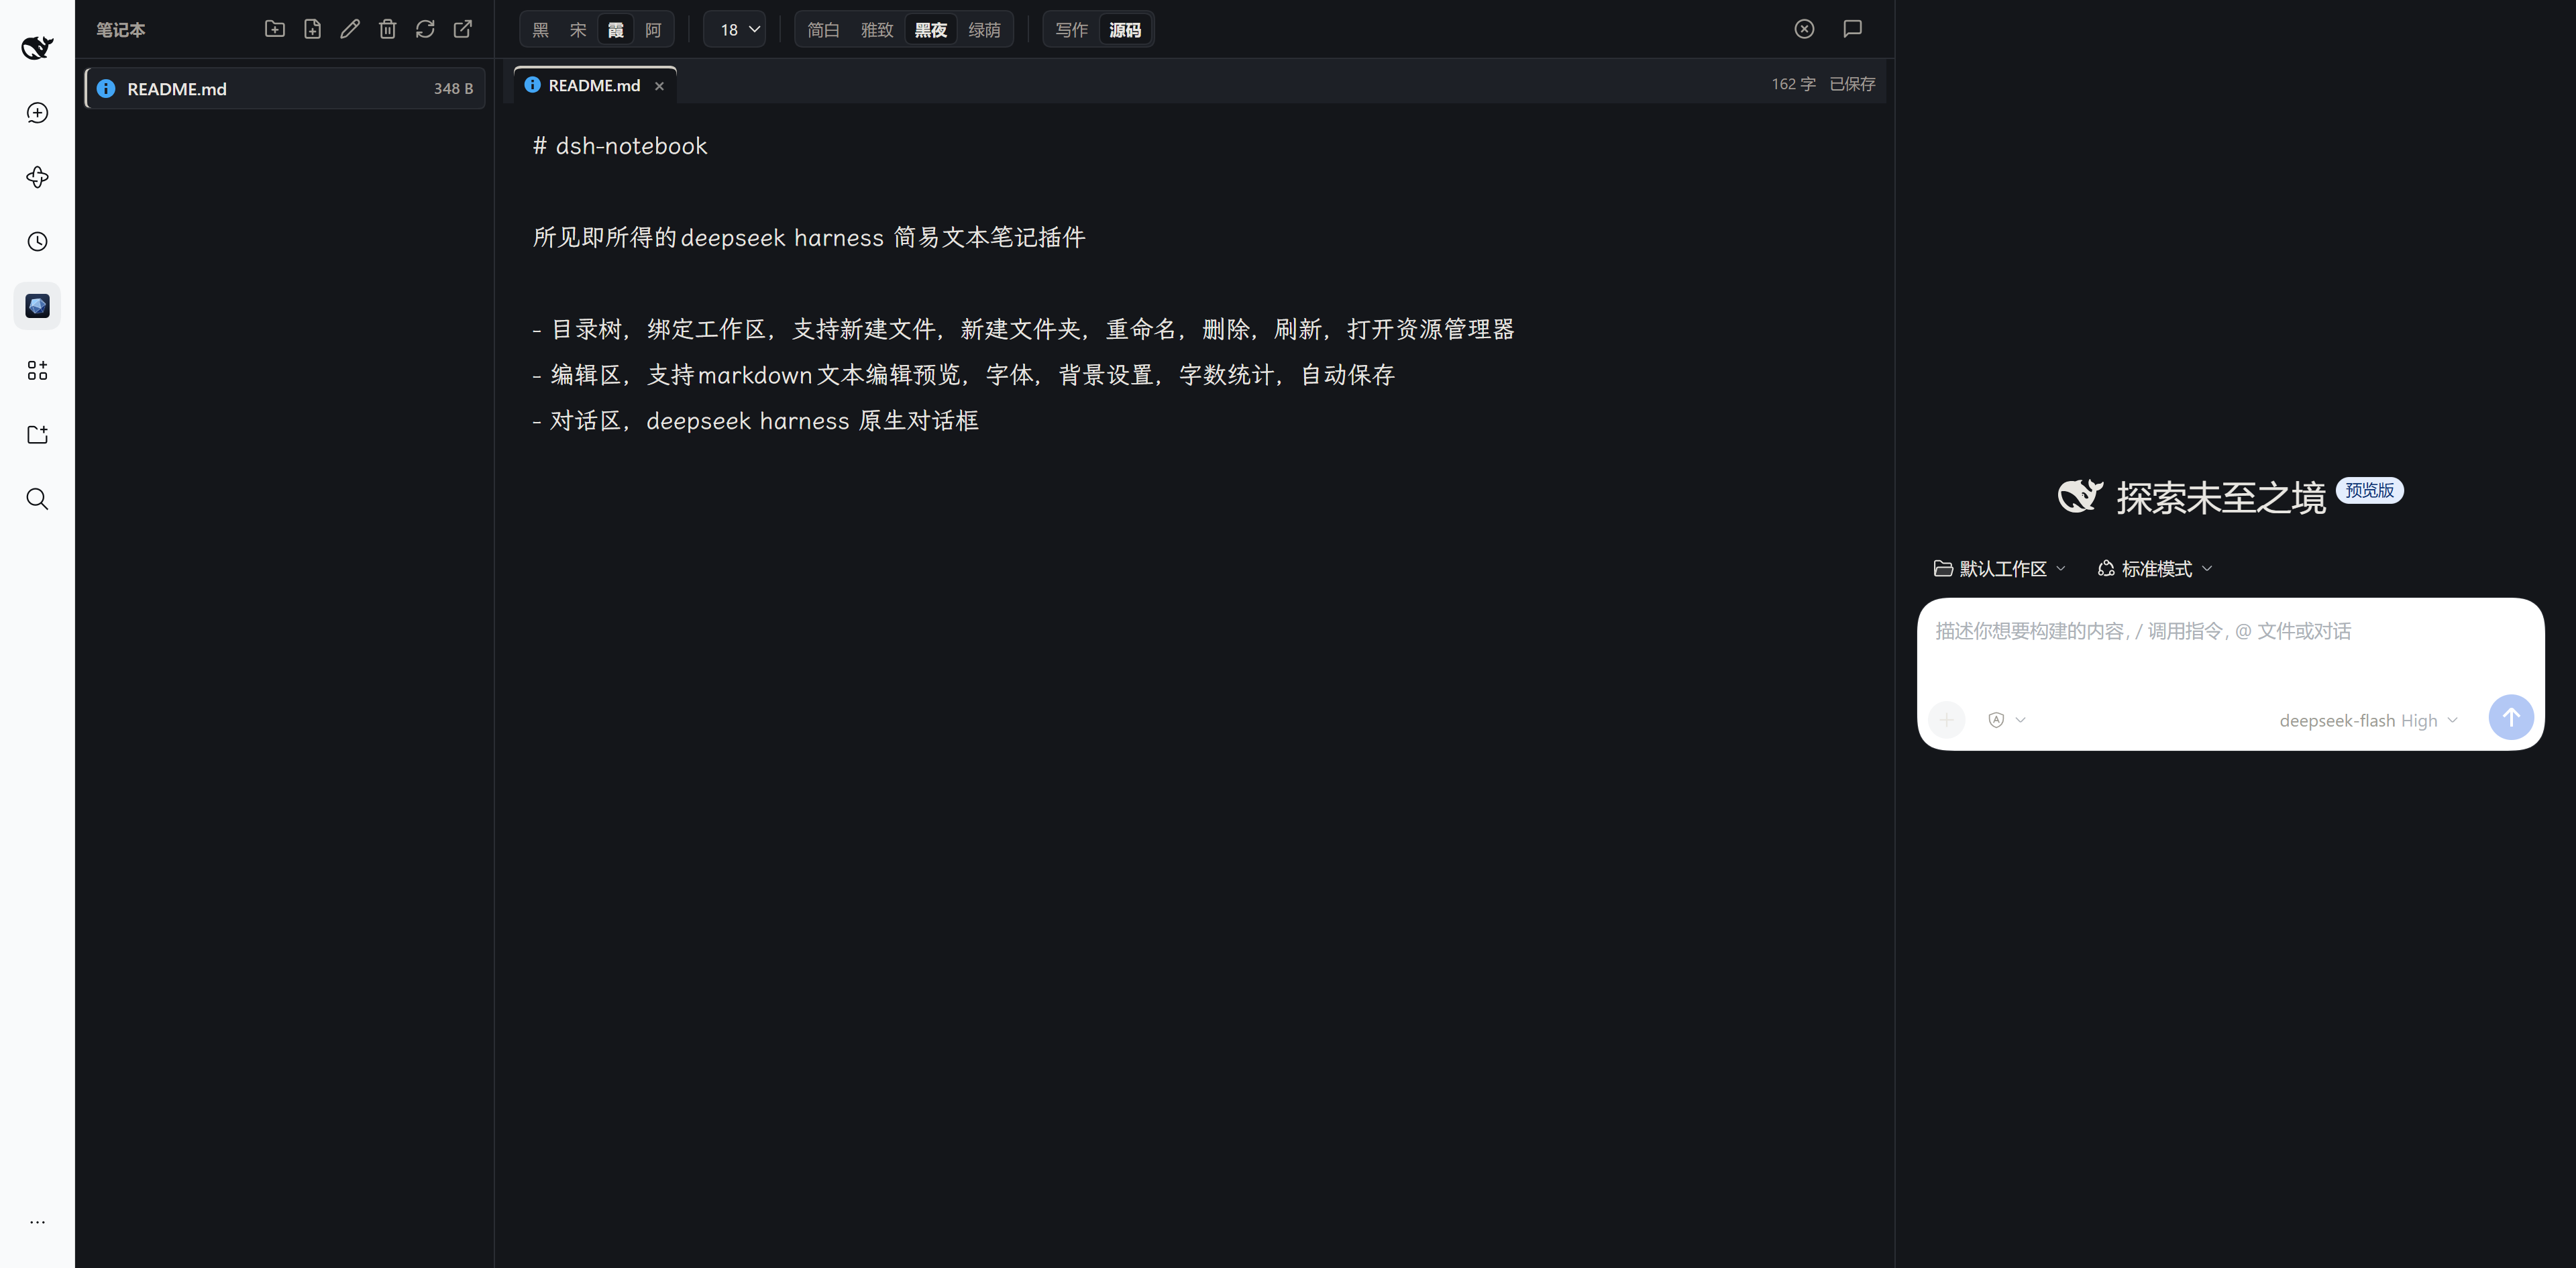 笔记本
README.md 348 B
黑 宋 霞 阿 18 简白 雅致 黑夜 绿荫 写作 源码
README.md × 162 字 已保存
# dsh-notebook
所见即所得的deepseek harness 简易文本笔记插件
- 目录树，绑定工作区，支持新建文件，新建文件夹，重命名，删除，刷新，打开资源管理器
- 编辑区，支持markdown文本编辑预览，字体，背景设置，字数统计，自动保存
- 对话区，deepseek harness 原生对话框
探索未至之境 预览版
默认工作区 标准模式
描述你想要构建的内容, / 调用指令, @ 文件或对话
deepseek-flash High